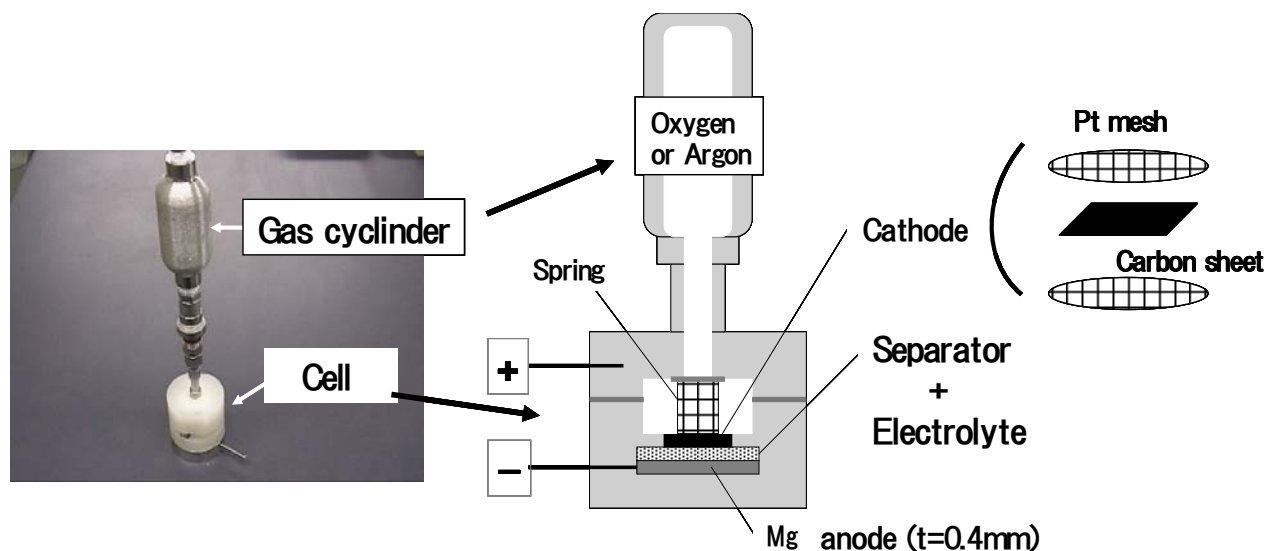 Gas cyclinder
Cell
Oxygen
or Argon
Spring
+
−
Cathode
Pt mesh
Carbon sheet
Separator
+
Electrolyte
Mg anode (t=0.4mm)